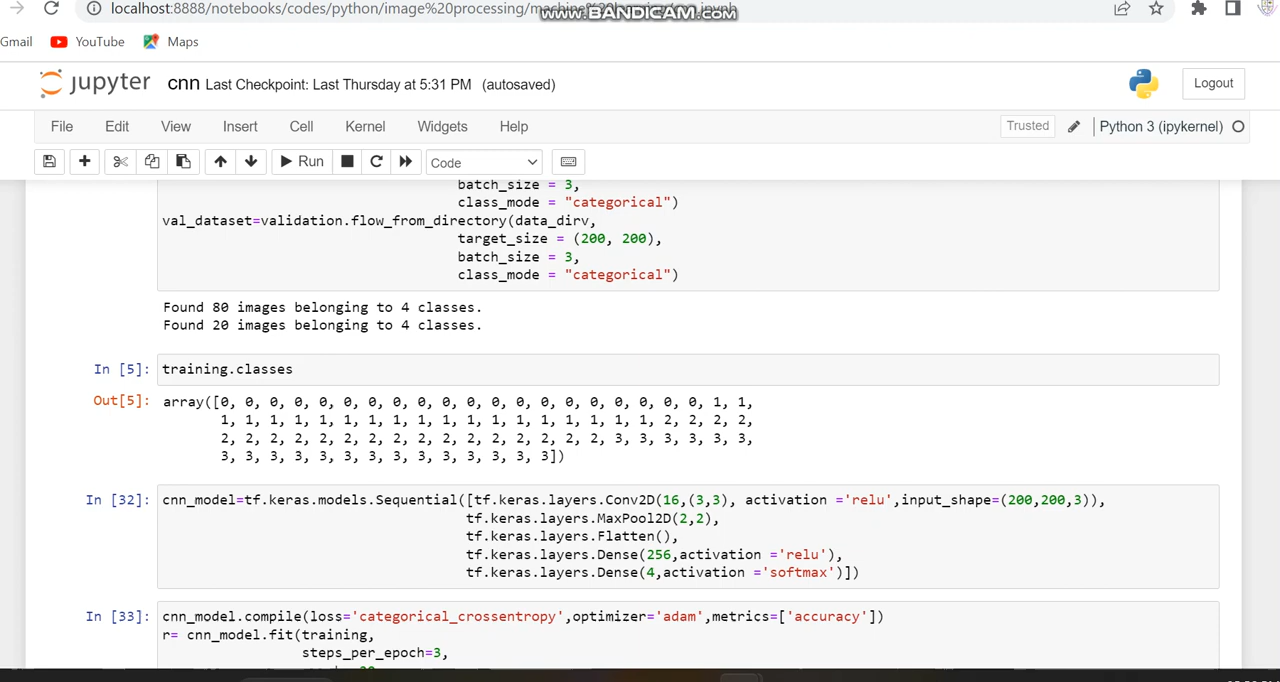 localhost:8888/notebooks/codes/python/image%20processing/
www.BANDICAM.com
Gmail YouTube Maps
jupyter cnn Last Checkpoint: Last Thursday at 5:31 PM (autosaved) Logout
File Edit View Insert Cell Kernel Widgets Help Trusted Python 3 (ipykernel)
Run Code
batch_size = 3,
class_mode = "categorical")
val_dataset=validation.flow_from_directory(data_dirv,
target_size = (200, 200),
batch_size = 3,
class_mode = "categorical")
Found 80 images belonging to 4 classes.
Found 20 images belonging to 4 classes.
In [5]: training.classes
Out[5]: array([0, 0, 0, 0, 0, 0, 0, 0, 0, 0, 0, 0, 0, 0, 0, 0, 0, 0, 0, 0, 1, 1,
1, 1, 1, 1, 1, 1, 1, 1, 1, 1, 1, 1, 1, 1, 1, 1, 1, 1, 2, 2, 2, 2,
2, 2, 2, 2, 2, 2, 2, 2, 2, 2, 2, 2, 2, 2, 2, 2, 3, 3, 3, 3, 3, 3,
3, 3, 3, 3, 3, 3, 3, 3, 3, 3, 3, 3, 3, 3])
In [32]: cnn_model=tf.keras.models.Sequential([tf.keras.layers.Conv2D(16,(3,3), activation ='relu',input_shape=(200,200,3)),
tf.keras.layers.MaxPool2D(2,2),
tf.keras.layers.Flatten(),
tf.keras.layers.Dense(256,activation ='relu'),
tf.keras.layers.Dense(4,activation ='softmax')])
In [33]: cnn_model.compile(loss='categorical_crossentropy',optimizer='adam',metrics=['accuracy'])
r= cnn_model.fit(training,
steps_per_epoch=3,